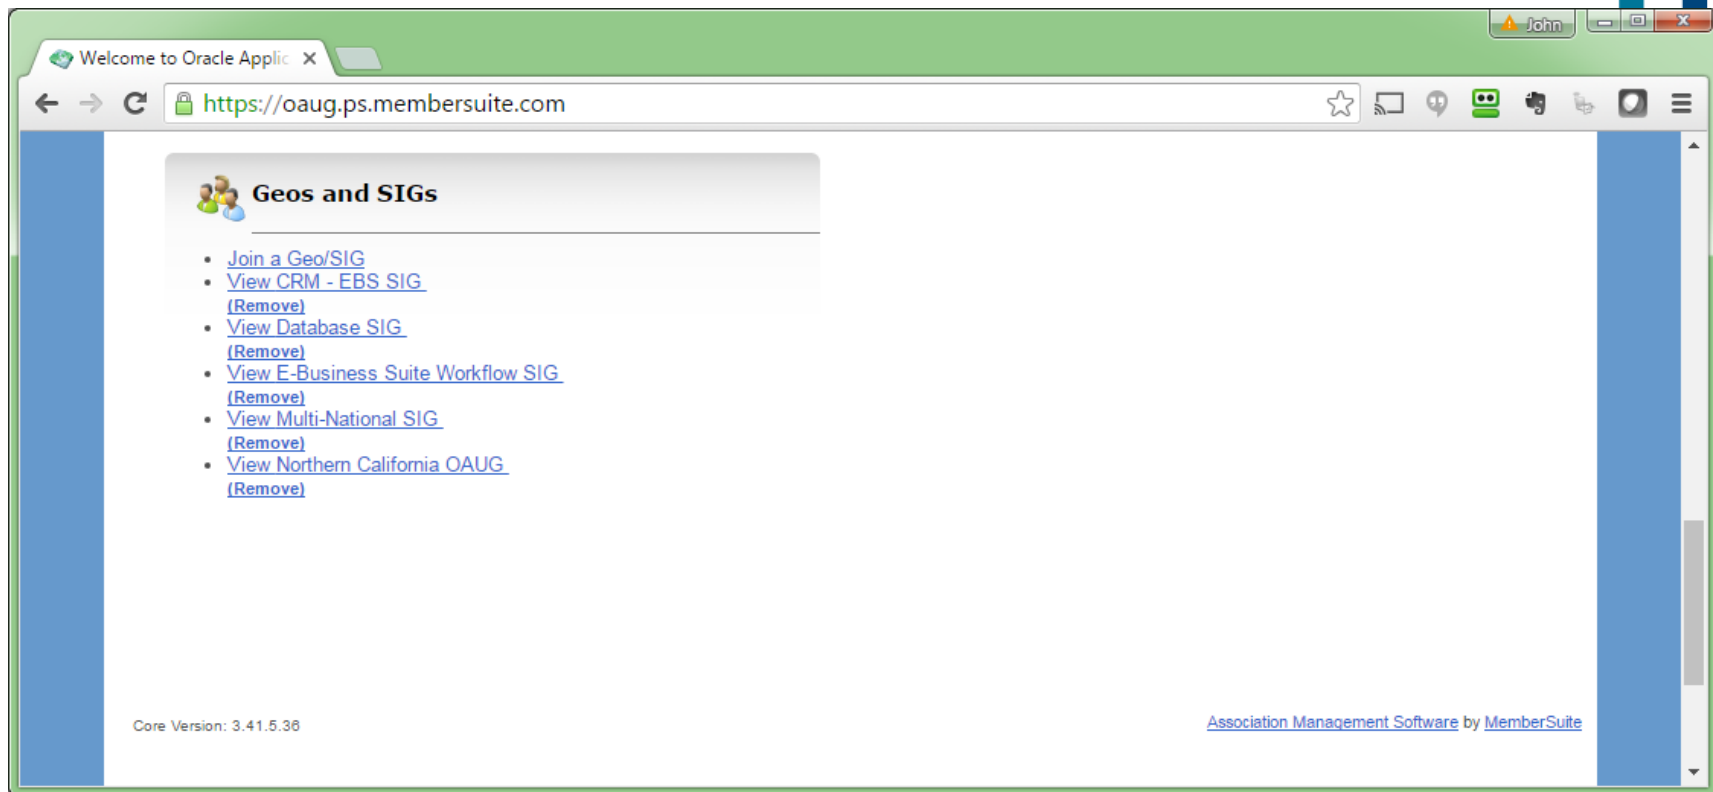 John
Welcome to Oracle Applic
https://oaug.ps.membersuite.com
Geos and SIGs
Join a Geo/SIG
View CRM - EBS SIG
(Remove)
View Database SIG
(Remove)
View E-Business Suite Workflow SIG
(Remove)
View Multi-National SIG
(Remove)
View Northern California OAUG
(Remove)
Core Version: 3.41.5.36
Association Management Software by MemberSuite